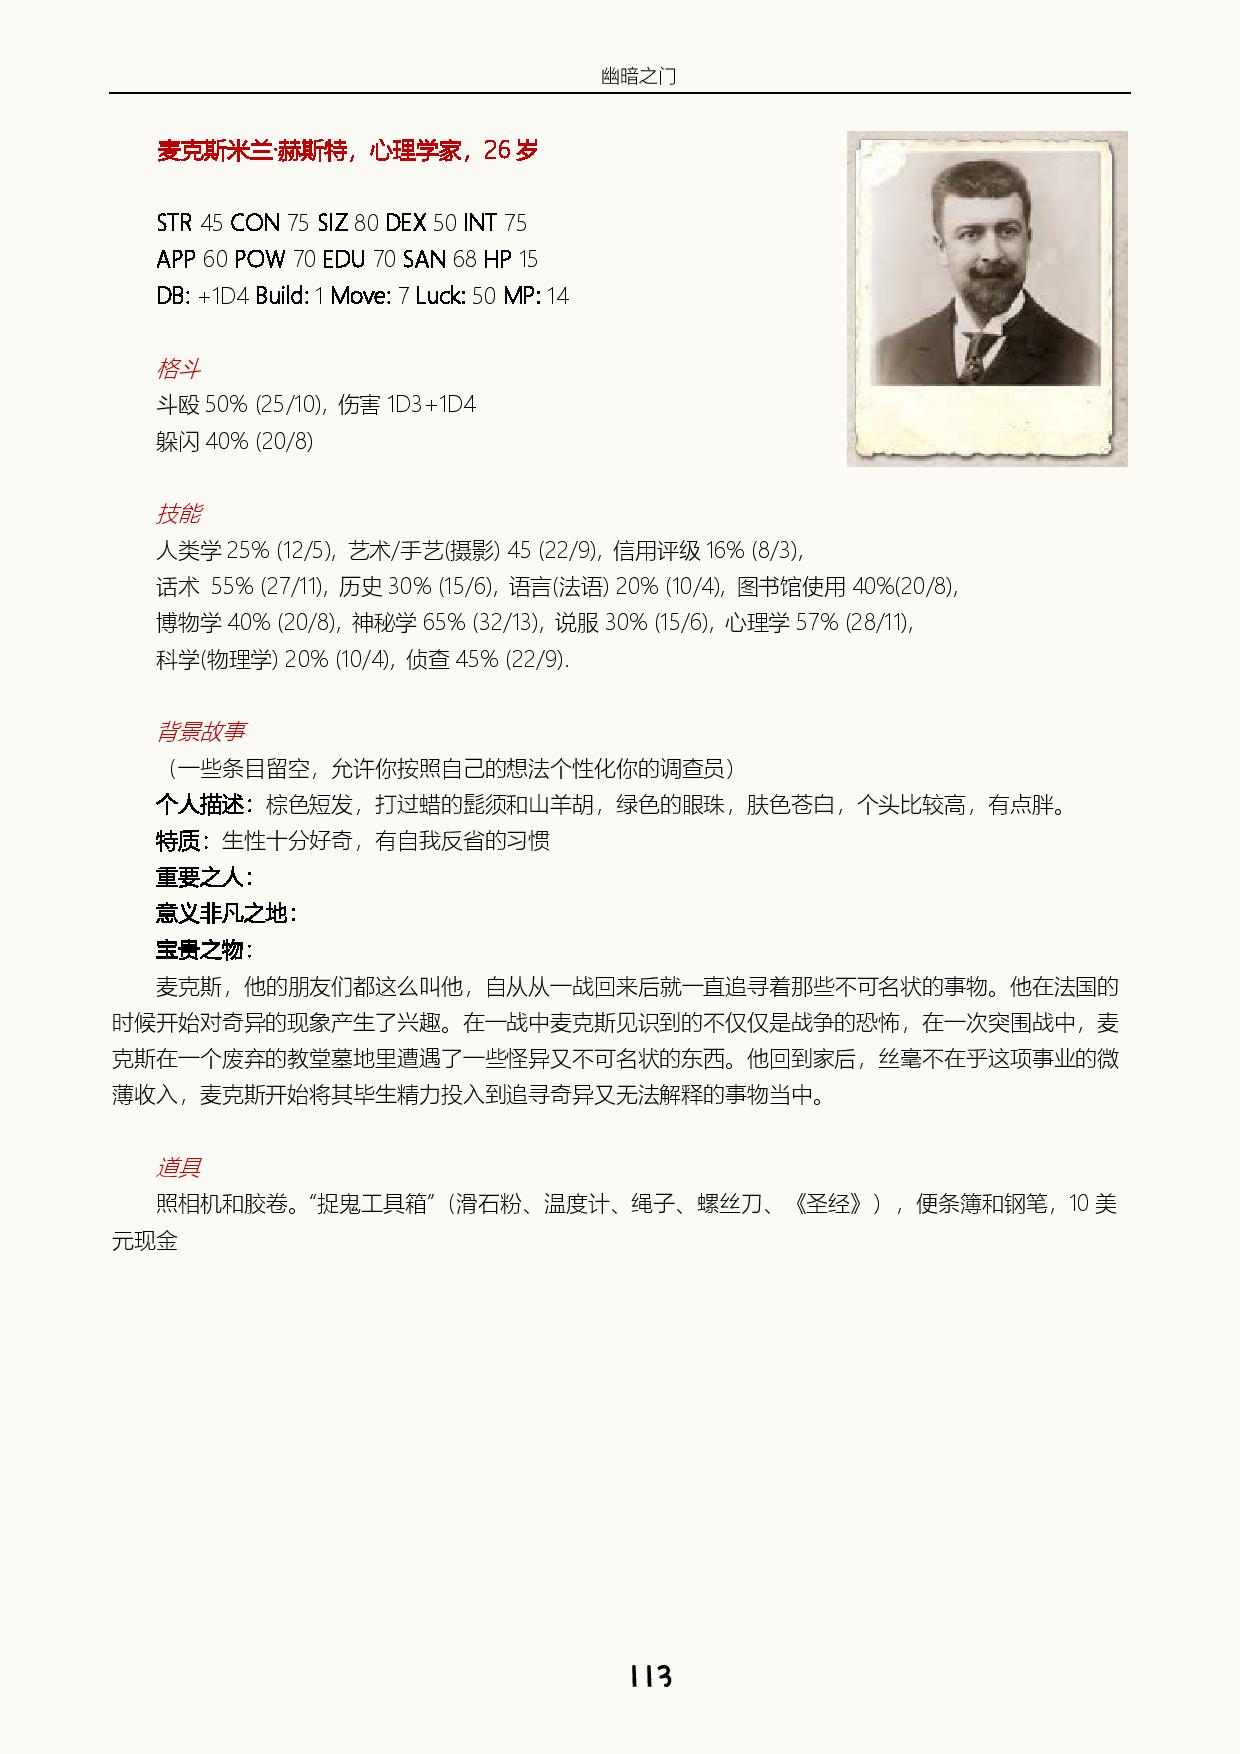 幽暗之门
麦克斯米兰·赫斯特，心理学家，26 岁
STR 45 CON 75 SIZ 80 DEX 50 INT 75
APP 60 POW 70 EDU 70 SAN 68 HP 15
DB: +1D4 Build: 1 Move: 7 Luck: 50 MP: 14
格斗
斗殴 50% (25/10)，伤害 1D3+1D4
躲闪 40% (20/8)
技能
人类学 25% (12/5)，艺术/手艺(摄影) 45 (22/9)，信用评级 16% (8/3)，
话术 55% (27/11)，历史 30% (15/6)，语言(法语) 20% (10/4)，图书馆使用 40%(20/8)，
博物学 40% (20/8)，神秘学 65% (32/13)，说服 30% (15/6)，心理学 57% (28/11)，
科学(物理学) 20% (10/4)，侦查 45% (22/9).
背景故事
（一些条目留空，允许你按照自己的想法个性化你的调查员）
个人描述：棕色短发，打过蜡的髭须和山羊胡，绿色的眼珠，肤色苍白，个头比较高，有点胖。
特质：生性十分好奇，有自我反省的习惯
重要之人：
意义非凡之地：
宝贵之物：
麦克斯，他的朋友们都这么叫他，自从从一战回来后就一直追寻着那些不可名状的事物。他在法国的
时候开始对奇异的现象产生了兴趣。在一战中麦克斯见识到的不仅仅是战争的恐怖，在一次突围战中，麦
克斯在一个废弃的教堂墓地里遭遇了一些怪异又不可名状的东西。他回到家后，丝毫不在乎这项事业的微
薄收入，麦克斯开始将其毕生精力投入到追寻奇异又无法解释的事物当中。
道具
照相机和胶卷。“捉鬼工具箱”（滑石粉、温度计、绳子、螺丝刀、《圣经》），便条簿和钢笔，10 美
元现金
113